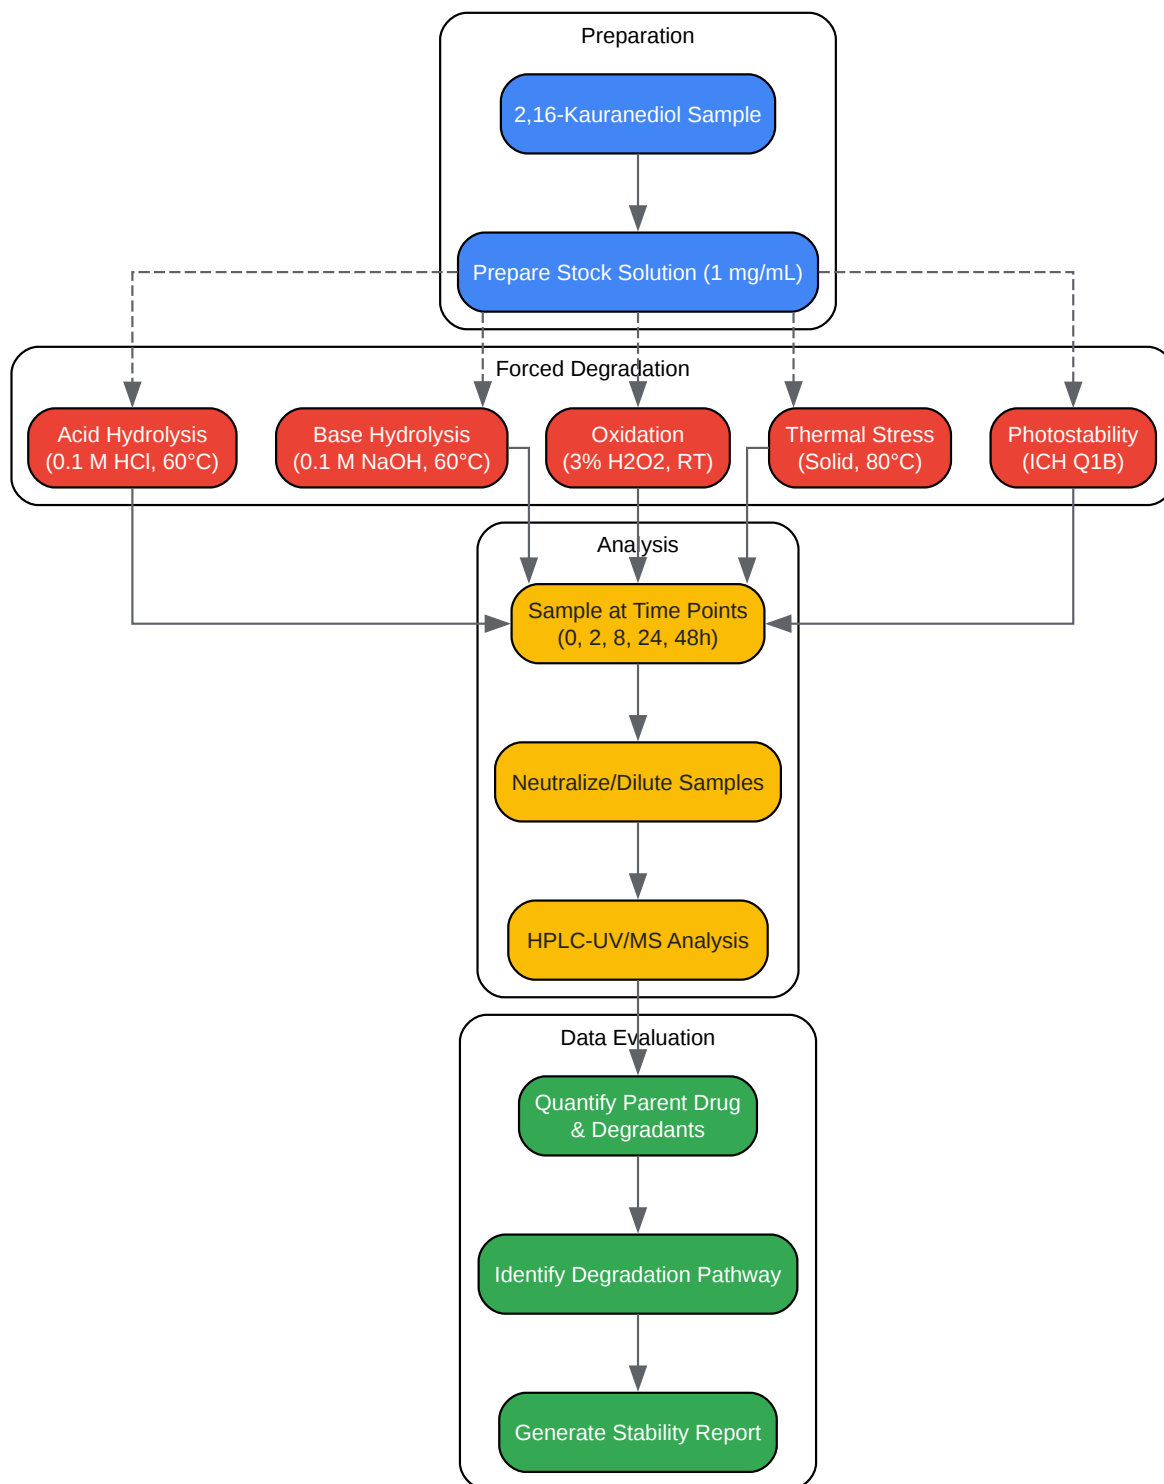 Preparation
2,16-Kauranediol Sample
Prepare Stock Solution (1 mg/mL)
Forced Degradation
Acid Hydrolysis
(0.1 M HCl, 60°C)
Base Hydrolysis
(0.1 M NaOH, 60°C)
Oxidation
(3% H2O2, RT)
Thermal Stress
(Solid, 80°C)
Photostability
(ICH Q1B)
Analysis
Sample at Time Points
(0, 2, 8, 24, 48h)
Neutralize/Dilute Samples
HPLC-UV/MS Analysis
Data Evaluation
Quantify Parent Drug
& Degradants
Identify Degradation Pathway
Generate Stability Report